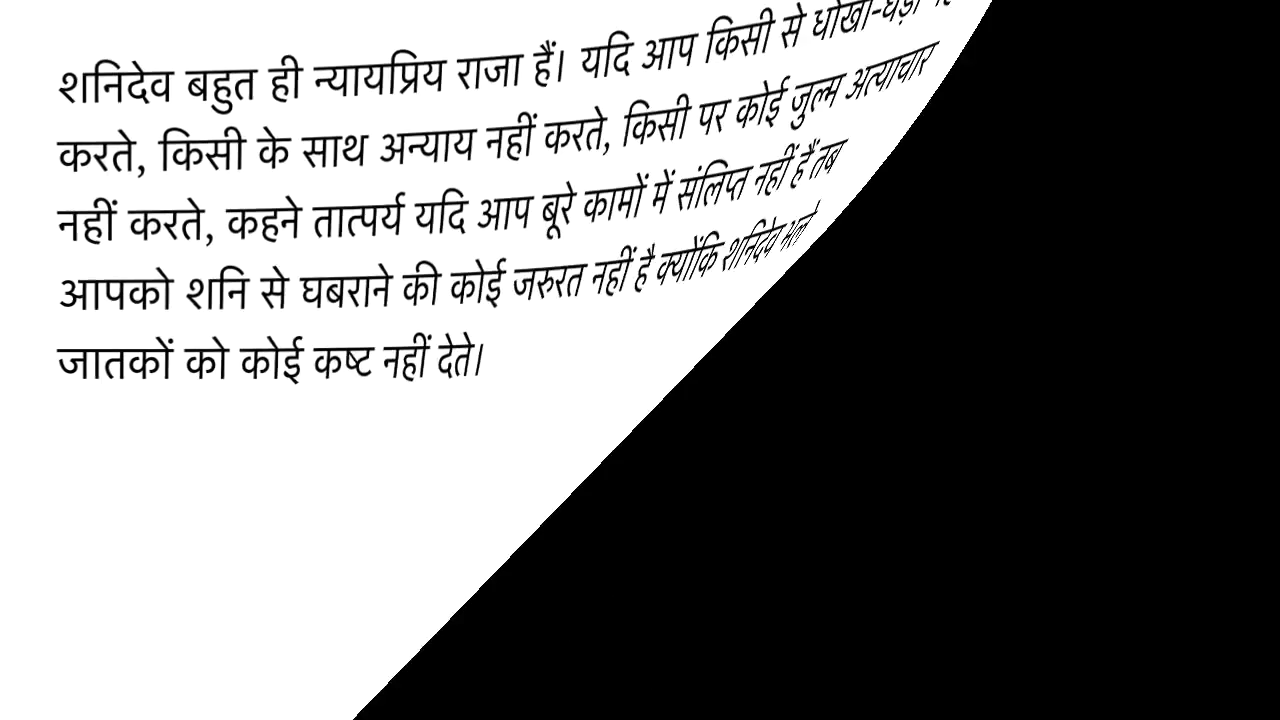 शनिदेव बहुत ही न्यायप्रिय राजा हैं। यदि आप किसी से धोखा-धड़ी
करते, किसी के साथ अन्याय नहीं करते, किसी पर कोई जुल्म अत्याचार
नहीं करते, कहने तात्पर्य यदि आप बूरे कामों में संलिप्त नहीं हैं तब
आपको शनि से घबराने की कोई जरुरत नहीं है क्योंकि शनिदेव भले
जातकों को कोई कष्ट नहीं देते।